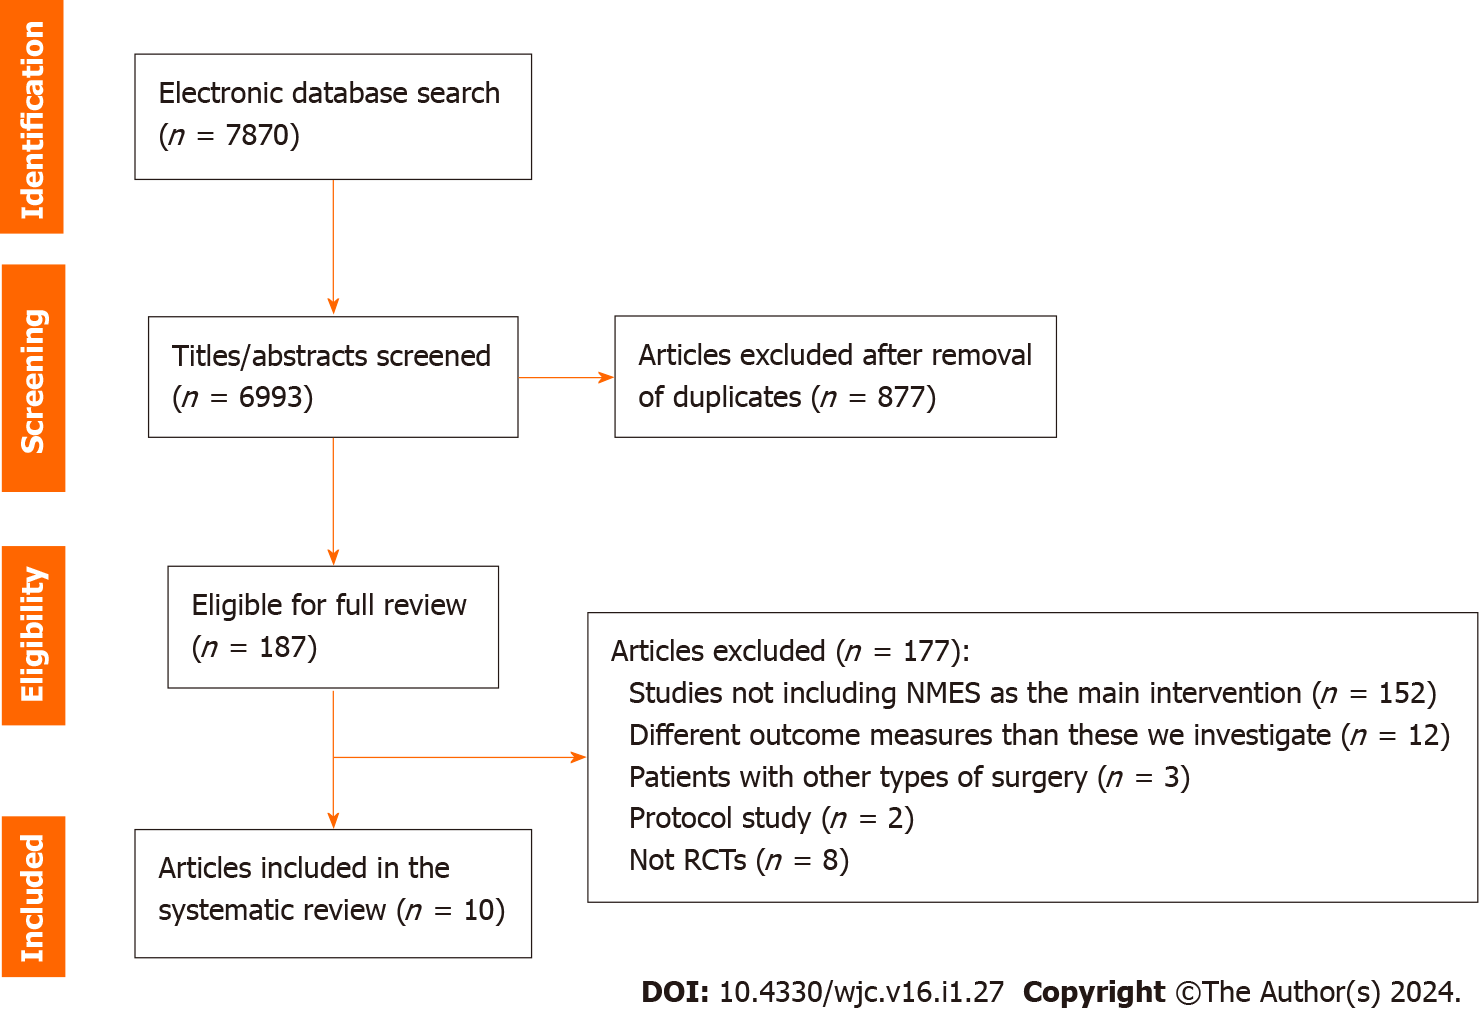 Identification
Electronic database search
(n = 7870)
Screening
Titles/abstracts screened
(n = 6993)
Articles excluded after removal
of duplicates (n = 877)
Eligibility
Eligible for full review
(n = 187)
Articles excluded (n = 177):
Studies not including NMES as the main intervention (n = 152)
Different outcome measures than these we investigate (n = 12)
Patients with other types of surgery (n = 3)
Protocol study (n = 2)
Not RCTs (n = 8)
Included
Articles included in the
systematic review (n = 10)
DOI: 10.4330/wjc.v16.i1.27 Copyright ©The Author(s) 2024.